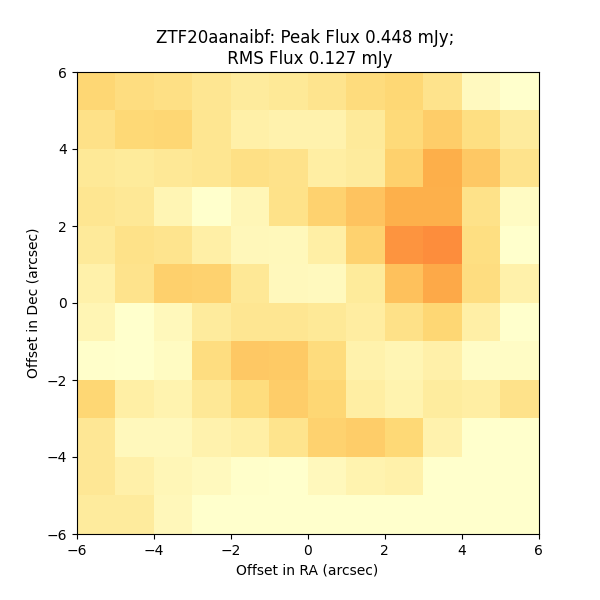 ZTF20aanaibf: Peak Flux 0.448 mJy;
RMS Flux 0.127 mJy
6
4
2
0
−2
−4
−6
Offset in Dec (arcsec)
−6 −4 −2 0 2 4 6
Offset in RA (arcsec)